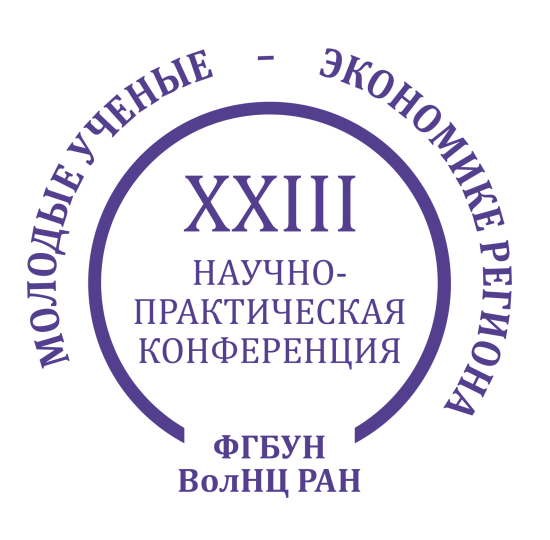 МОЛОДЫЕ УЧЕНЫЕ – ЭКОНОМИКЕ РЕГИОНА
XXIII
НАУЧНО-
ПРАКТИЧЕСКАЯ
КОНФЕРЕНЦИЯ
ФГБУН
ВолНЦ РАН